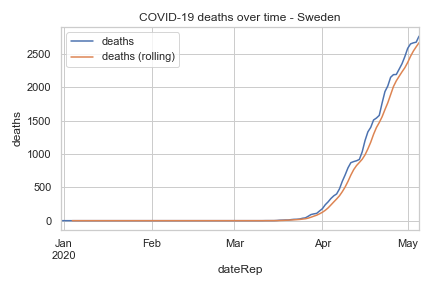 COVID-19 deaths over time - Sweden
deaths
deaths (rolling)
deaths
2500
2000
1500
1000
500
0
Jan
2020
Feb
Mar
Apr
May
dateRep